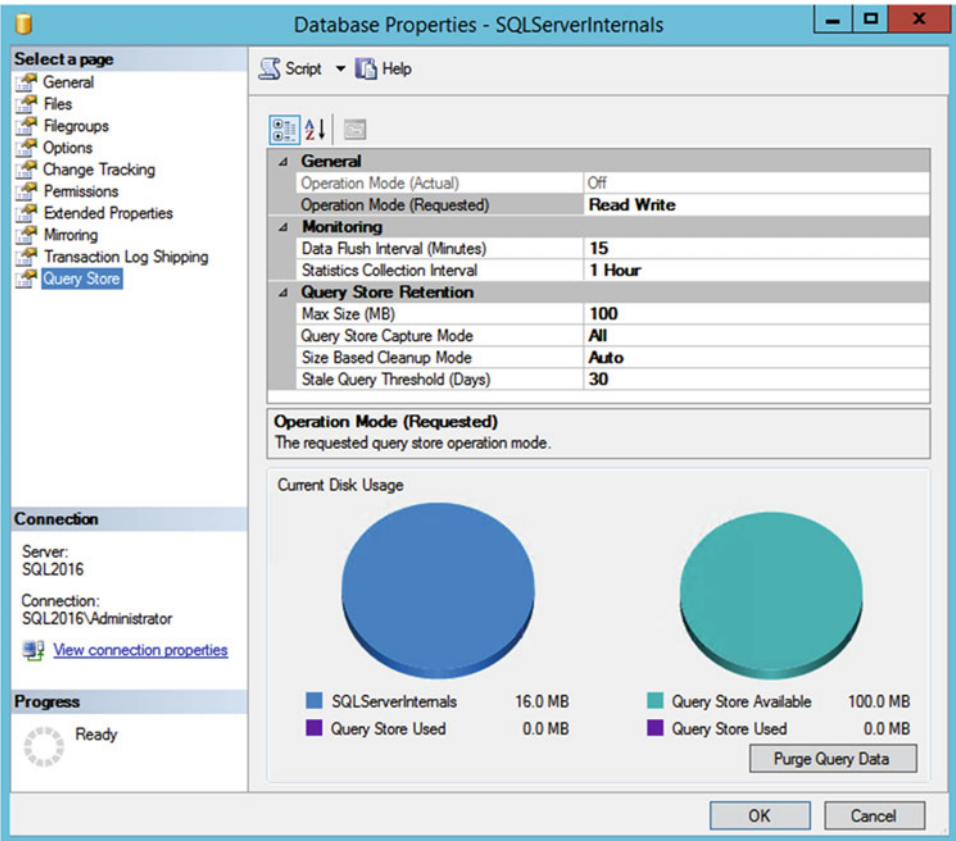 Database Properties - SQLServerInternals
Select a page
General
Files
Filegroups
Options
Change Tracking
Permissions
Extended Properties
Mirroring
Transaction Log Shipping
Query Store
Script
Help
General
Operation Mode (Actual) Off
Operation Mode (Requested) Read Write
Monitoring
Data Flush Interval (Minutes) 15
Statistics Collection Interval 1 Hour
Query Store Retention
Max Size (MB) 100
Query Store Capture Mode All
Size Based Cleanup Mode Auto
Stale Query Threshold (Days) 30
Operation Mode (Requested)
The requested query store operation mode.
Connection
Server:
SQL2016
Connection:
SQL2016\Administrator
View connection properties
Progress
Ready
Current Disk Usage
SQLServerInternals 16.0 MB
Query Store Used 0.0 MB
Query Store Available 100.0 MB
Query Store Used 0.0 MB
Purge Query Data
OK
Cancel